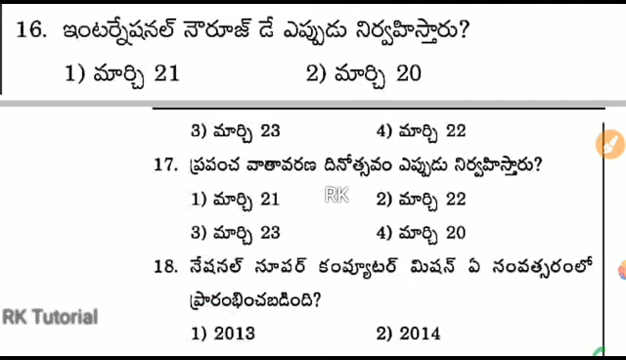 16. ఇంటర్నేషనల్ నౌరూజ్ డే ఎప్పుడు నిర్వహిస్తారు?
1) మార్చి 21 2) మార్చి 20
3) మార్చి 23 4) మార్చి 22
17. ప్రపంచ వాతావరణ దినోత్సవం ఎప్పుడు నిర్వహిస్తారు?
1) మార్చి 21 RK 2) మార్చి 22
3) మార్చి 23 4) మార్చి 20
18. నేషనల్ సూపర్ కంప్యూటర్ మిషన్ ఏ సంవత్సరంలో
ప్రారంభించబడింది?
RK Tutorial
1) 2013 2) 2014